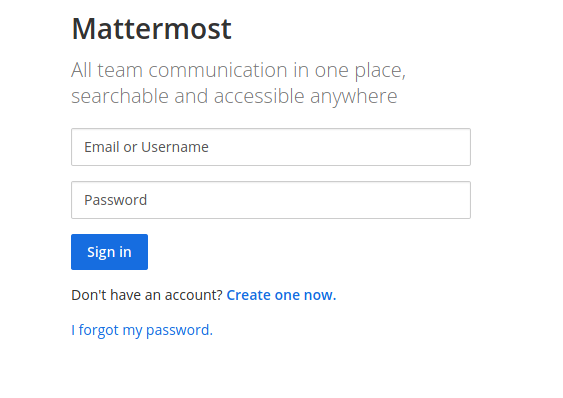 Mattermost
All team communication in one place,
searchable and accessible anywhere
Email or Username
Password
Sign in
Don't have an account? Create one now.
I forgot my password.